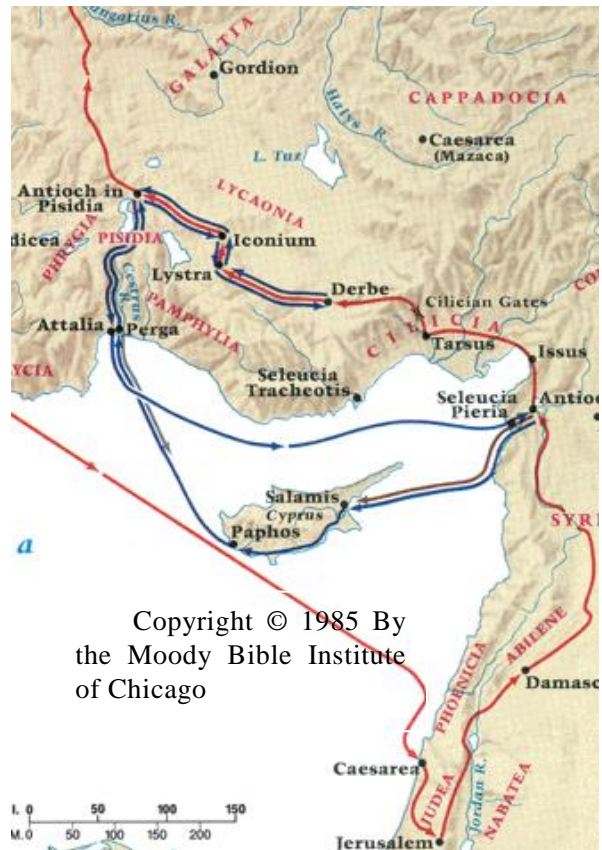 GALATIA
Gordion
CAPPADOCIA
Halys R.
Caesarea
(Mazaca)
L. Tuz
Antioch in
Pisidia
LYCAONIA
PHRYGIA
dicea
PISIDIA
Iconium
Lystra
Cestrus
R.
PAMPHYLIA
Derbe
Cilician Gates
CILICIA
Attalia
Perga
Tarsus
Issus
YCIA
Seleucia
Tracheotis
Seleucia
Pieria
Antioc
Salamis
Cyprus
Paphos
SYRI
a
Copyright © 1985 By
the Moody Bible Institute
of Chicago
PHOENICIA
ABILENE
Damasc
Caesarea
JUDEA
Jordan R.
NABATEA
Jerusalem
I. 0 50 100 150
M. 0 50 100 150 200